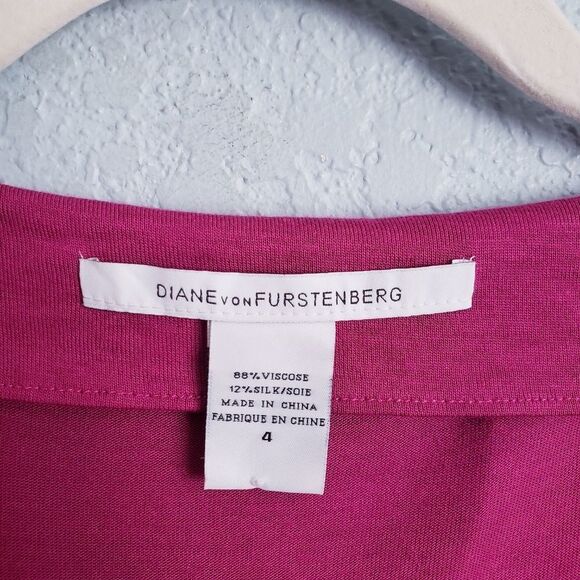 DIANE VON FURSTENBERG
88% VISCOSE
12% SILK/SOIE
MADE IN CHINA
FABRIQUE EN CHINE
4